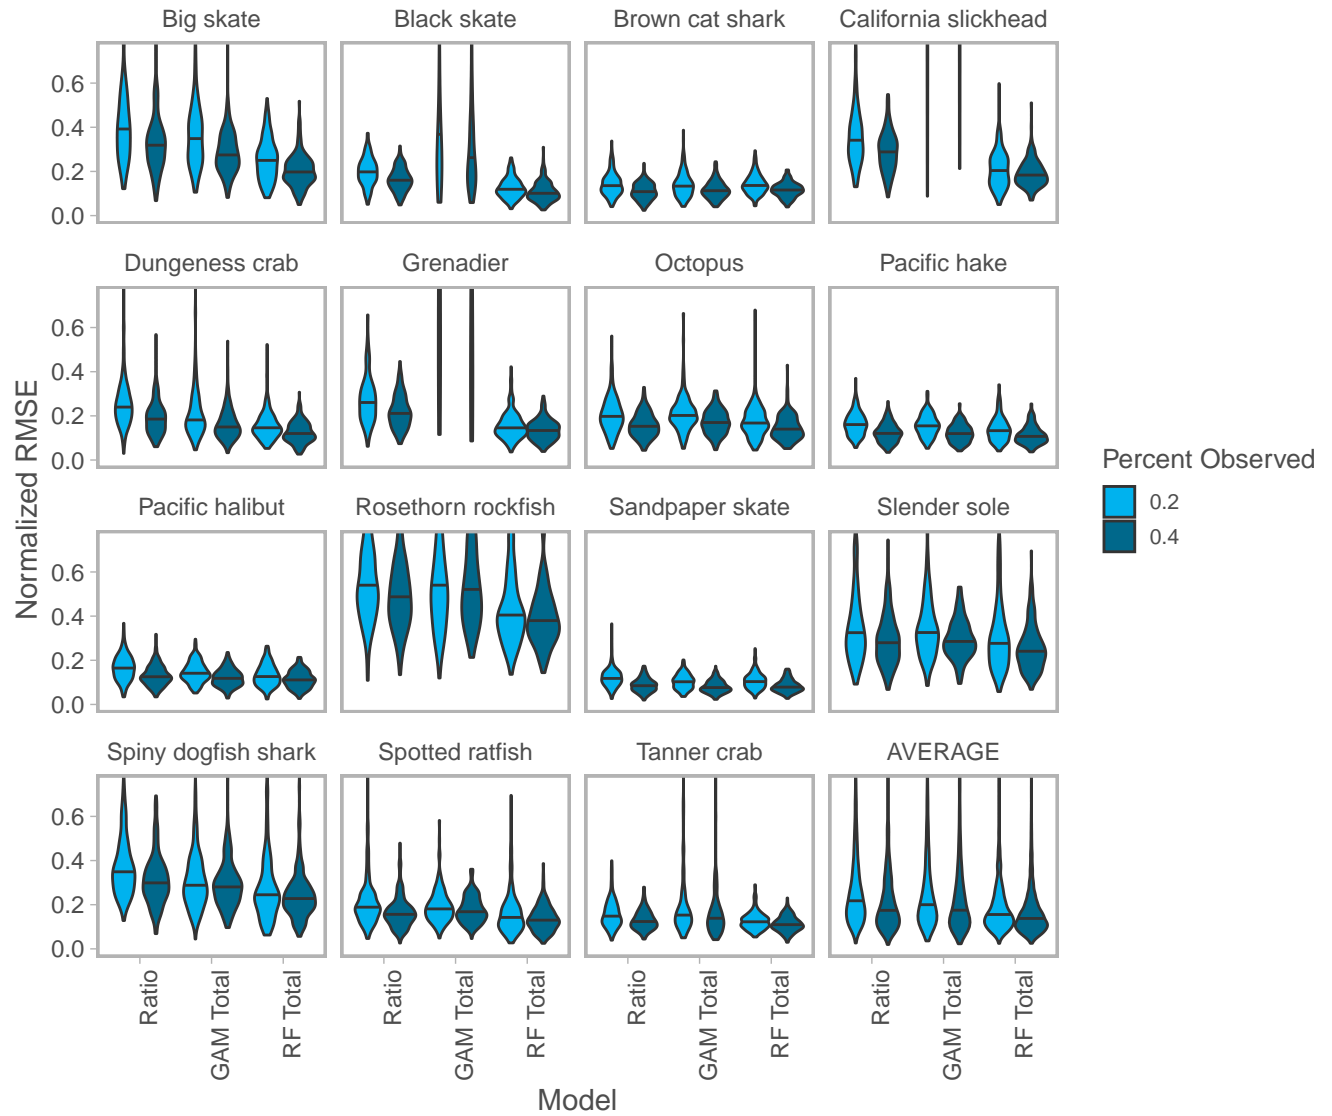 Big skate
Black skate
Brown cat shark
California slickhead
0.6
0.4
0.2
0.0
Dungeness crab
Grenadier
Octopus
Pacific hake
0.6
0.4
0.2
0.0
Pacific halibut
Rosethorn rockfish
Sandpaper skate
Slender sole
0.6
0.4
0.2
0.0
Spiny dogfish shark
Spotted ratfish
Tanner crab
AVERAGE
0.6
0.4
0.2
0.0
Ratio
GAM Total
RF Total
Ratio
GAM Total
RF Total
Ratio
GAM Total
RF Total
Ratio
GAM Total
RF Total
Model
Normalized RMSE
Percent Observed
0.2
0.4